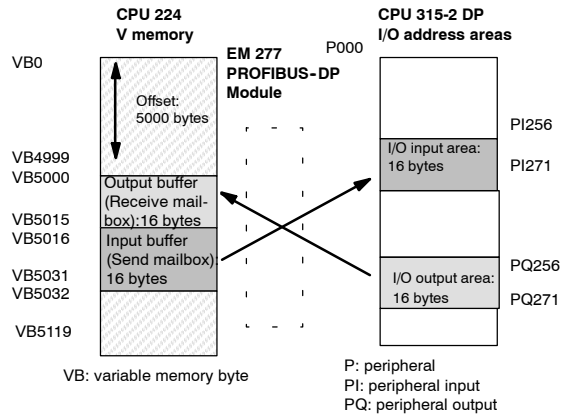 CPU 224
V memory
CPU 315-2 DP
I/O address areas
EM 277
PROFIBUS-DP
Module
P000
VB0
Offset:
5000 bytes
VB4999
VB5000
Output buffer
(Receive mail-
box):16 bytes
VB5015
VB5016
Input buffer
(Send mailbox):
16 bytes
VB5031
VB5032
VB5119
PI256
I/O input area:
16 bytes
PI271
PQ256
I/O output area:
16 bytes
PQ271
VB: variable memory byte
P: peripheral
PI: peripheral input
PQ: peripheral output